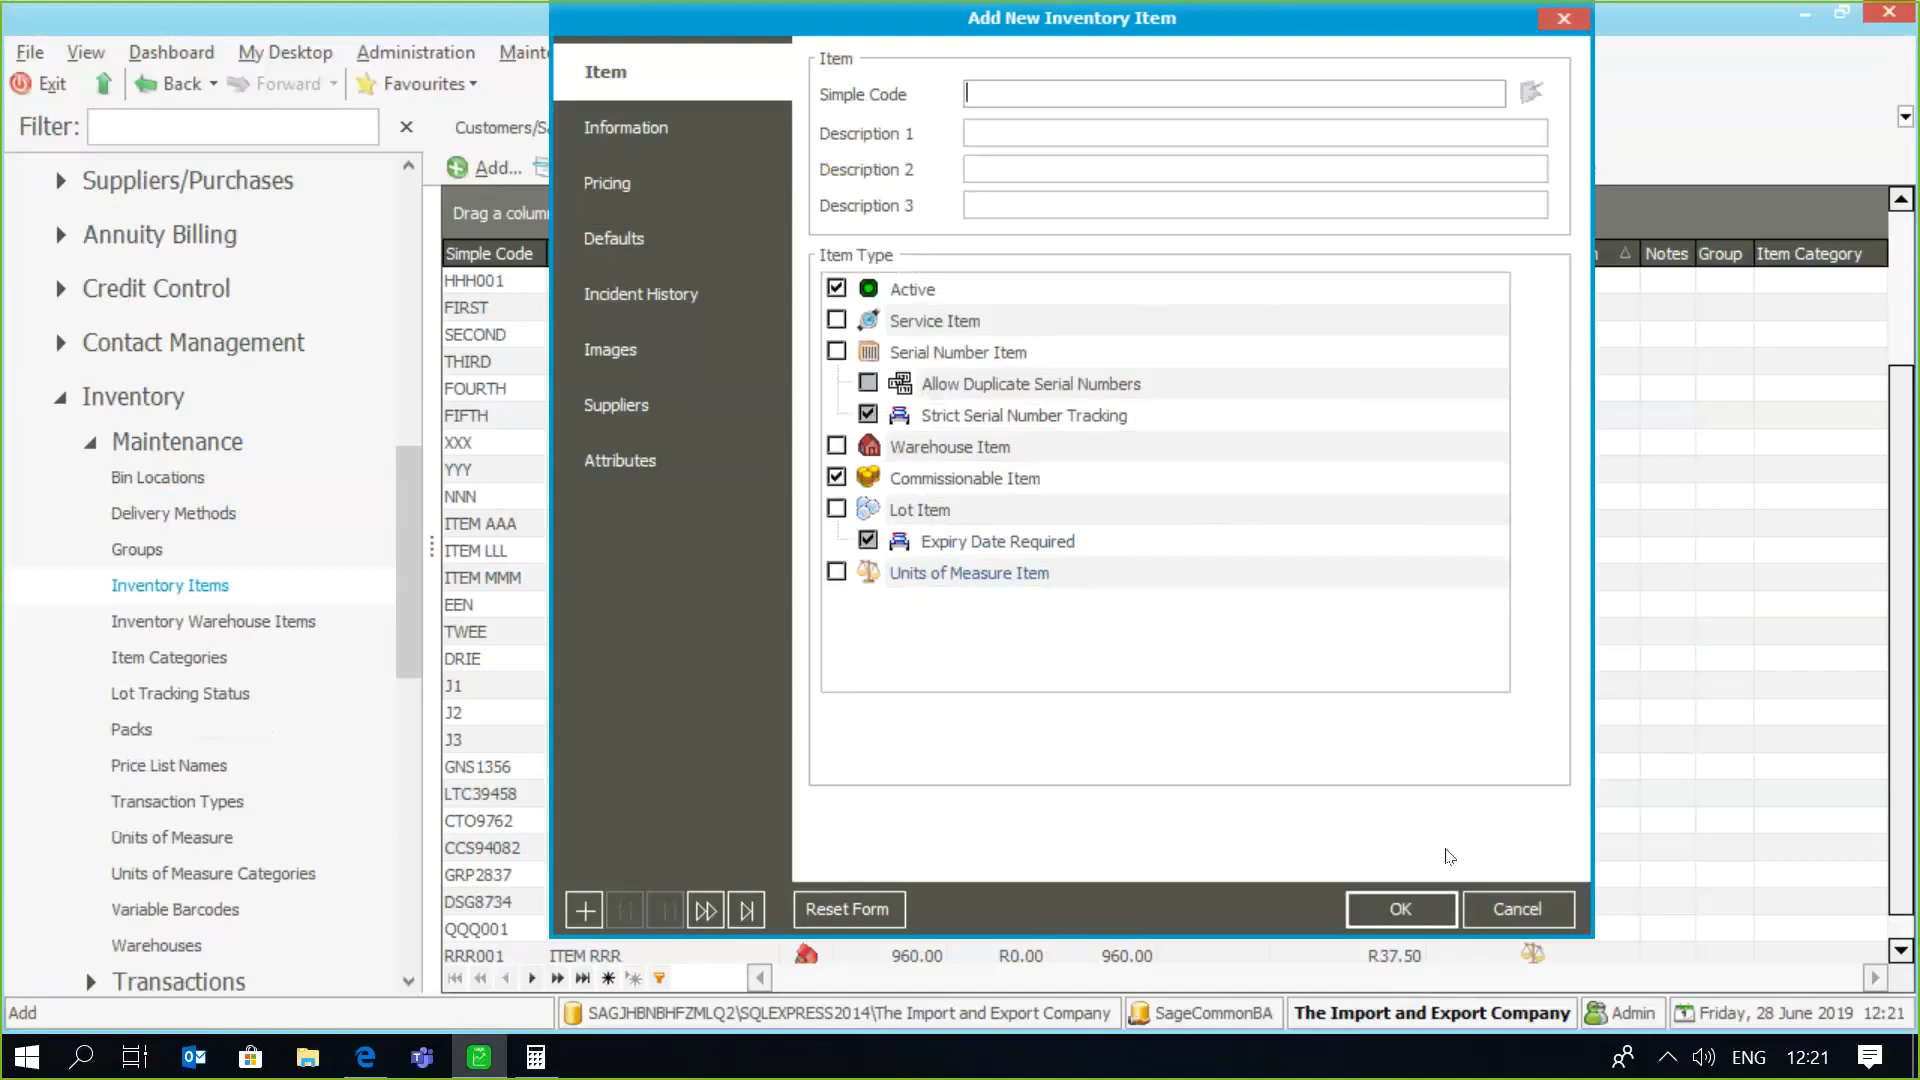 Add New Inventory Item
File View Dashboard My Desktop Administration
Exit Back Forward Favourites
Filter:
Suppliers/Purchases
Annuity Billing
Credit Control
Contact Management
Inventory
Maintenance
Bin Locations
Delivery Methods
Groups
Inventory Items
Inventory Warehouse Items
Item Categories
Lot Tracking Status
Packs
Price List Names
Transaction Types
Units of Measure
Units of Measure Categories
Variable Barcodes
Warehouses
Transactions
Add...
Simple Code
HHH001
FIRST
SECOND
THIRD
FOURTH
FIFTH
XXX
YYY
NNN
ITEM AAA
ITEM LLL
ITEM MMM
EEN
TWEE
DRIE
J1
J2
J3
GNS1356
LTC39458
CTO9762
CCS94082
GRP2837
DSG8734
QQQ001
RRR001 ITEM RRR 960.00 R0.00 960.00 R37.50
Item
Information
Pricing
Defaults
Incident History
Images
Suppliers
Attributes
Item
Simple Code
Description 1
Description 2
Description 3
Item Type
Active
Service Item
Serial Number Item
Allow Duplicate Serial Numbers
Strict Serial Number Tracking
Warehouse Item
Commissionable Item
Lot Item
Expiry Date Required
Units of Measure Item
Reset Form OK Cancel
Notes Group Item Category
Add SAGJHBNBHFZMLQ2\SQLEXPRESS2014\The Import and Export Company SageCommonBA The Import and Export Company Admin Friday, 28 June 2019 12:21
ENG 12:21